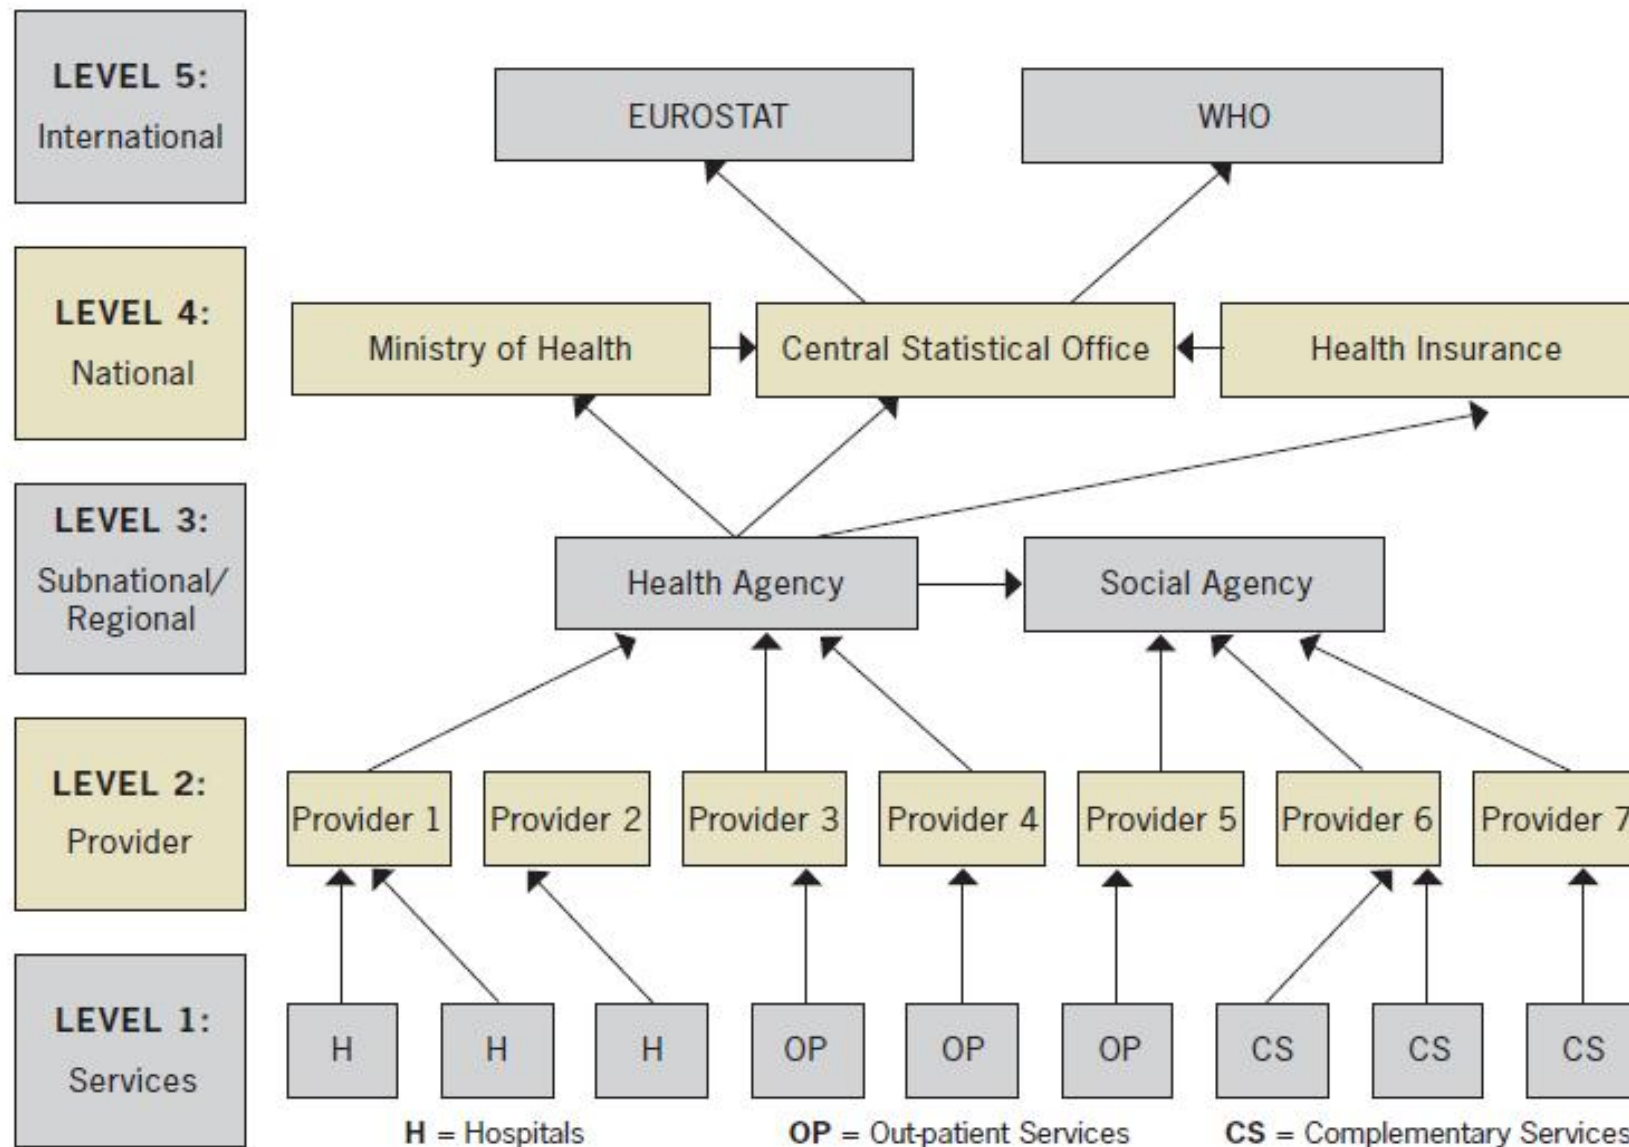 LEVEL 5:
International
EUROSTAT
WHO
LEVEL 4:
National
Ministry of Health
Central Statistical Office
Health Insurance
LEVEL 3:
Subnational/
Regional
Health Agency
Social Agency
LEVEL 2:
Provider
Provider 1
Provider 2
Provider 3
Provider 4
Provider 5
Provider 6
Provider 7
LEVEL 1:
Services
H
H
H
OP
OP
OP
CS
CS
CS
H = Hospitals
OP = Out-patient Services
CS = Complementary Services